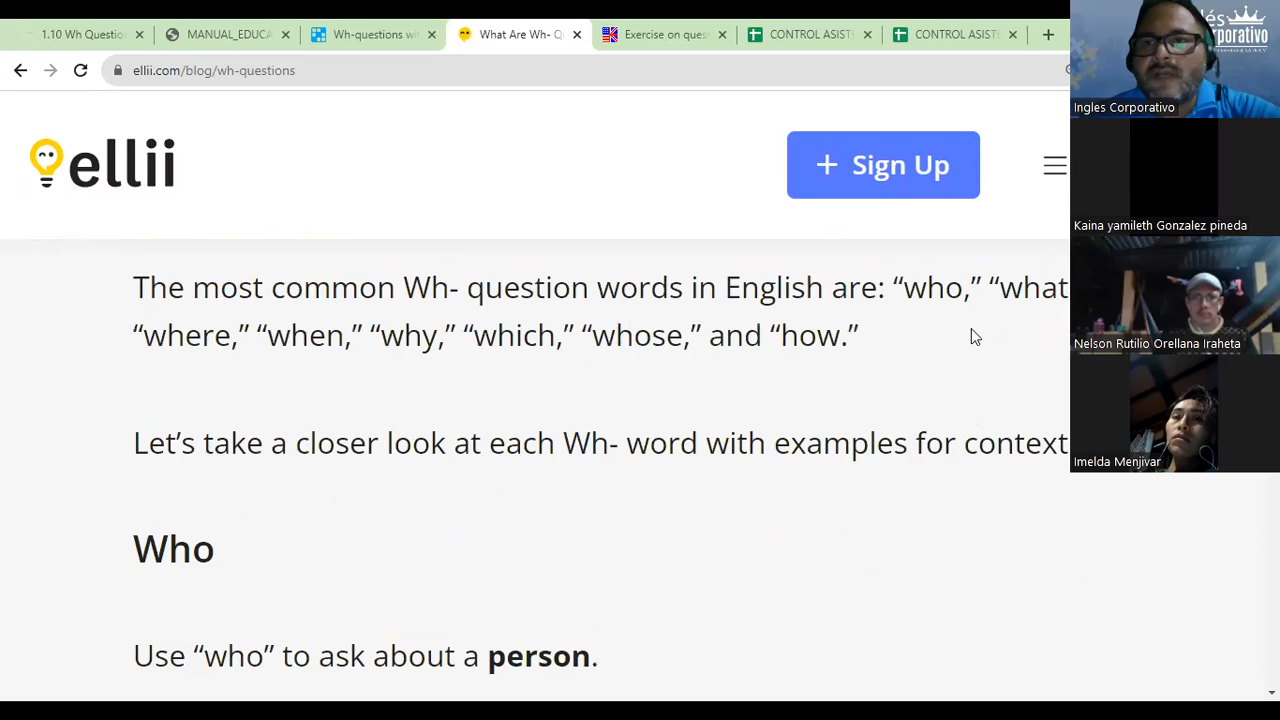 1.10 Wh Questio
MANUAL_EDUCA
Wh-questions wi
What Are Wh- Q
Exercise on ques
CONTROL ASIST
CONTROL ASIST
ellii.com/blog/wh-questions
ellii
+ Sign Up
The most common Wh- question words in English are: “who,” “what
“where,” “when,” “why,” “which,” “whose,” and “how.”
Let’s take a closer look at each Wh- word with examples for context
Who
Use “who” to ask about a person.
Ingles Corporativo
Kaina yamileth Gonzalez pineda
Nelson Rutilio Orellana Iraheta
Imelda Menjivar